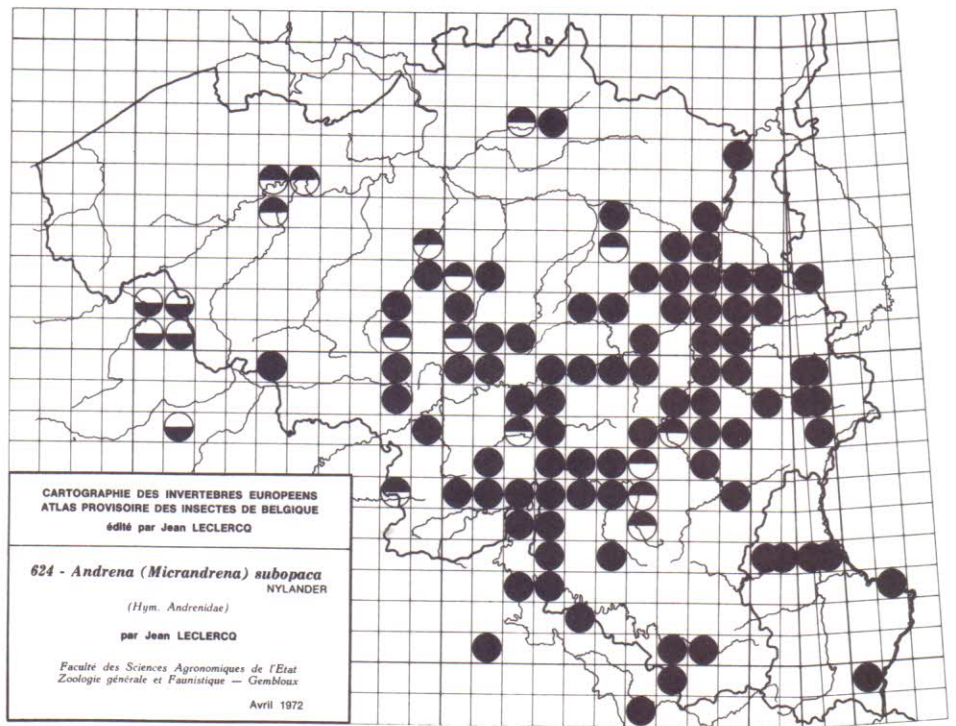 CARTOGRAPHIE DES INVERTEBRES EUROPEENS
ATLAS PROVISOIRE DES INSECTES DE BELGIQUE
édité par Jean LECLERCQ
624 - Andrena (Micrandrena) subopaca
NYLANDER
(Hym. Andrenidae)
par Jean LECLERCQ
Faculté des Sciences Agronomiques de l'Etat
Zoologie générale et Faunistique — Gembloux
Avril 1972